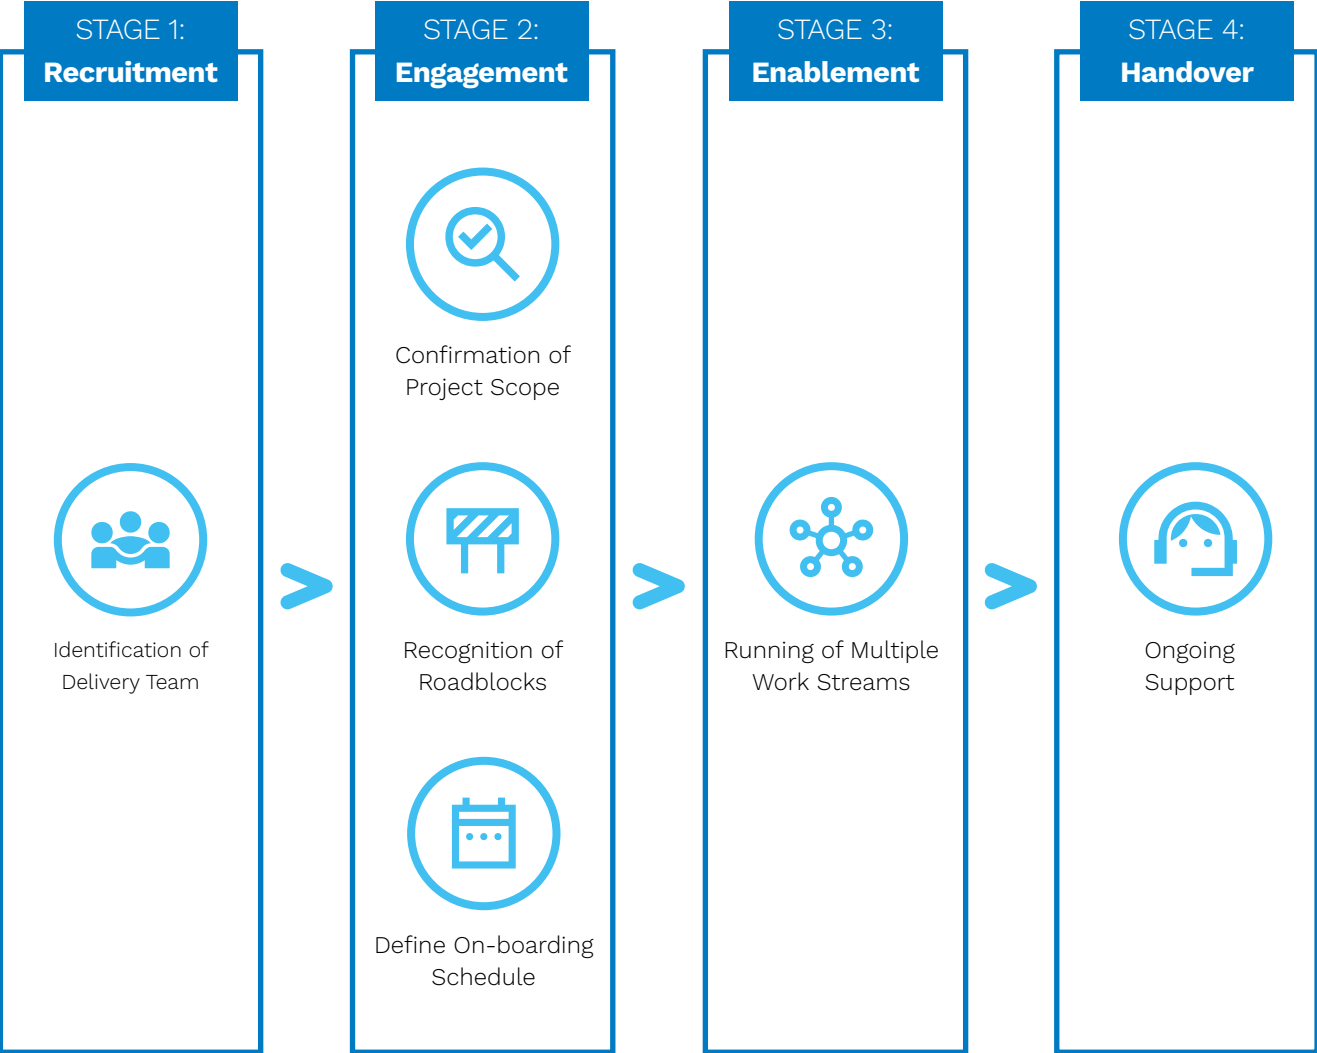 STAGE 1:
Recruitment
Identification of
Delivery Team
STAGE 2:
Engagement
Confirmation of
Project Scope
Recognition of
Roadblocks
Define On-boarding
Schedule
STAGE 3:
Enablement
Running of Multiple
Work Streams
STAGE 4:
Handover
Ongoing
Support